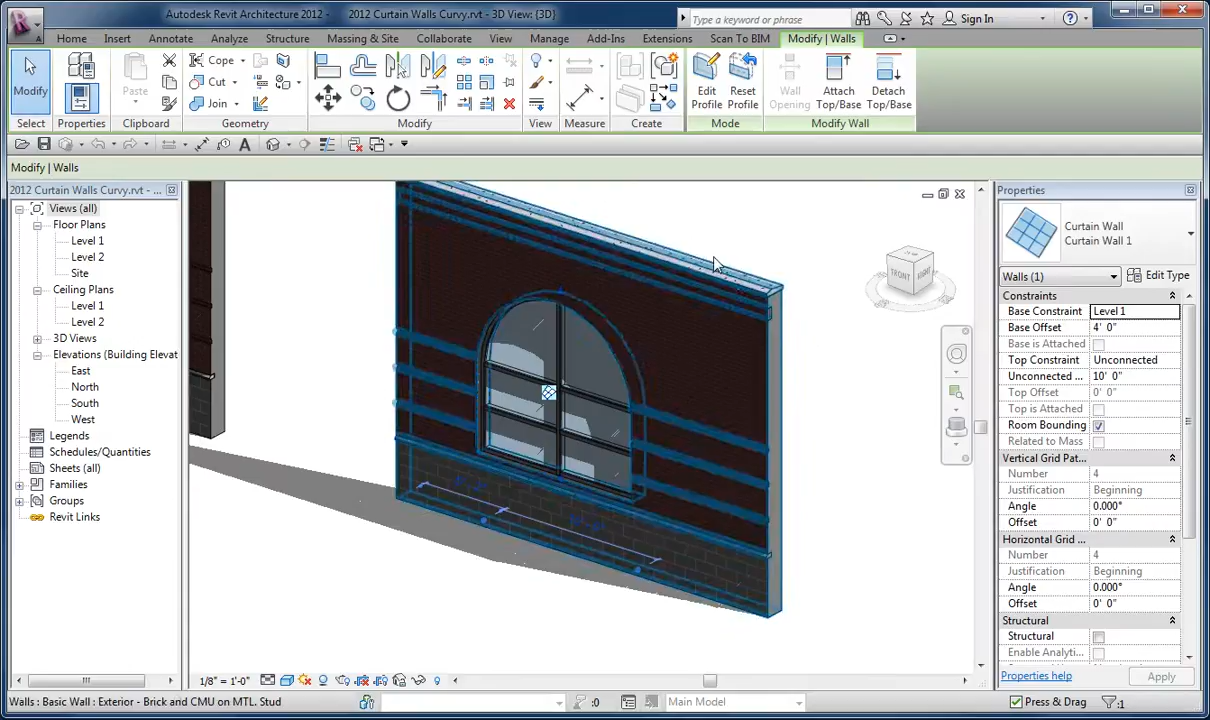 Autodesk Revit Architecture 2012 - 2012 Curtain Walls Curvy.rvt - 3D View: {3D}
Type a keyword or phrase
Sign In
Home Insert Annotate Analyze Structure Massing & Site Collaborate View Manage Add-Ins Extensions Scan To BIM Modify | Walls
Modify
Properties
Paste
Cope
Cut
Join
Edit Profile
Reset Profile
Wall Opening
Attach Top/Base
Detach Top/Base
Select Properties Clipboard Geometry Modify View Measure Create Mode Modify Wall
Modify | Walls
2012 Curtain Walls Curvy.rvt - ...
Views (all)
Floor Plans
Level 1
Level 2
Site
Ceiling Plans
Level 1
Level 2
3D Views
Elevations (Building Elevat
East
North
South
West
Legends
Schedules/Quantities
Sheets (all)
Families
Groups
Revit Links
FRONT RIGHT
Properties
Curtain Wall
Curtain Wall 1
Walls (1) Edit Type
Constraints
Base Constraint Level 1
Base Offset 4' 0"
Base is Attached
Top Constraint Unconnected
Unconnected ... 10' 0"
Top Offset 0' 0"
Top is Attached
Room Bounding
Related to Mass
Vertical Grid Pat...
Number 4
Justification Beginning
Angle 0.000°
Offset 0' 0"
Horizontal Grid ...
Number 4
Justification Beginning
Angle 0.000°
Offset 0' 0"
Structural
Structural
Enable Analyti...
Properties help Apply
1/8" = 1'-0"
Walls : Basic Wall : Exterior - Brick and CMU on MTL. Stud :0 Main Model Press & Drag :1